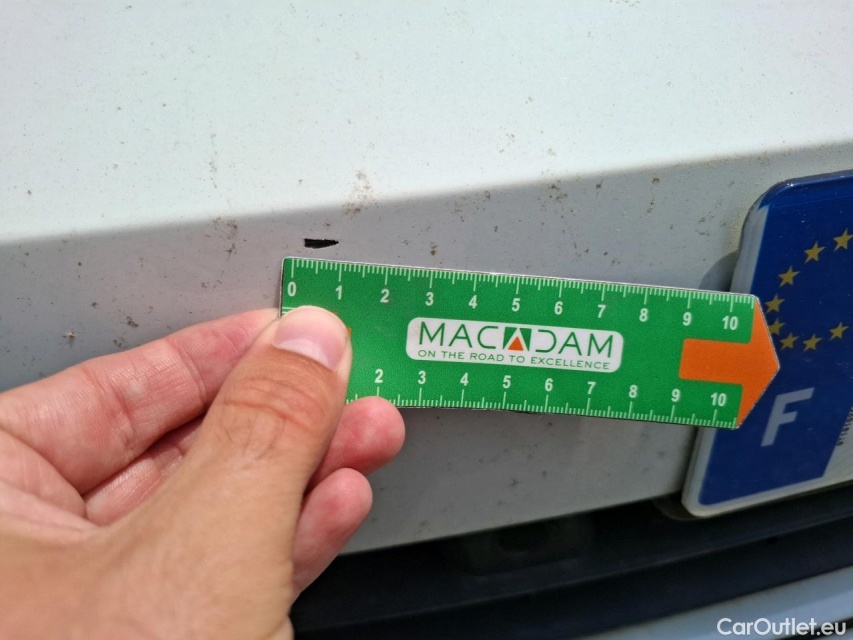 0 1 2 3 4 5 6 7 8 9 10
MACADAM
ON THE ROAD TO EXCELLENCE
2 3 4 5 6 7 8 9 10
F
CarOutlet.eu